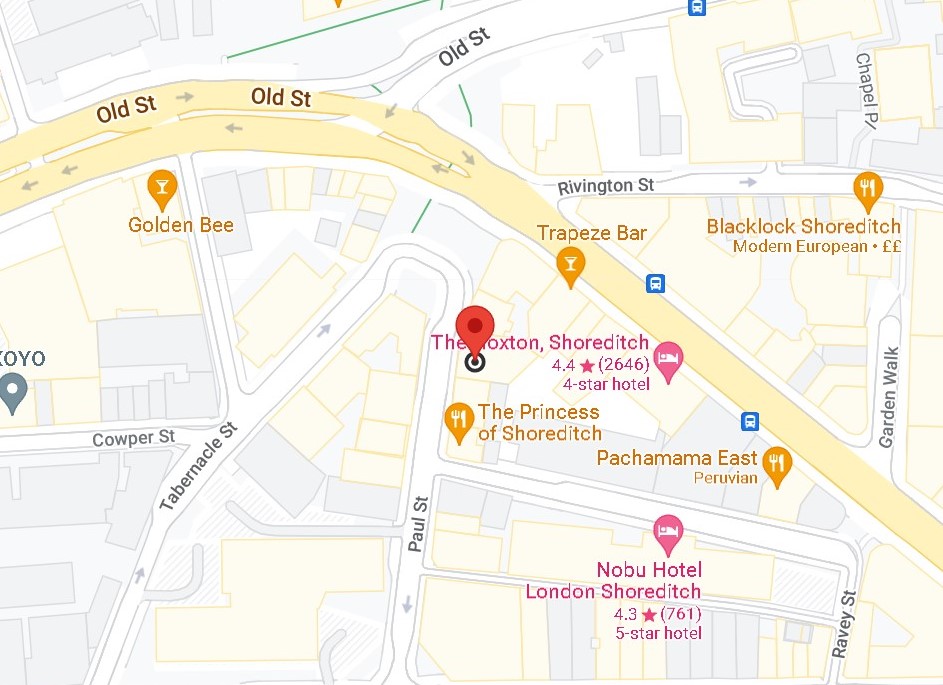 Old St
Old St
Old St
Chapel Pl
Rivington St
Golden Bee
Trapeze Bar
Blacklock Shoreditch
Modern European • ££
The Hoxton, Shoreditch
4.4 ★ (2646)
4-star hotel
The Princess
of Shoreditch
Garden Walk
Cowper St
Tabernacle St
Pachamama East
Peruvian
Paul St
Nobu Hotel
London Shoreditch
4.3 ★ (761)
5-star hotel
Ravey St